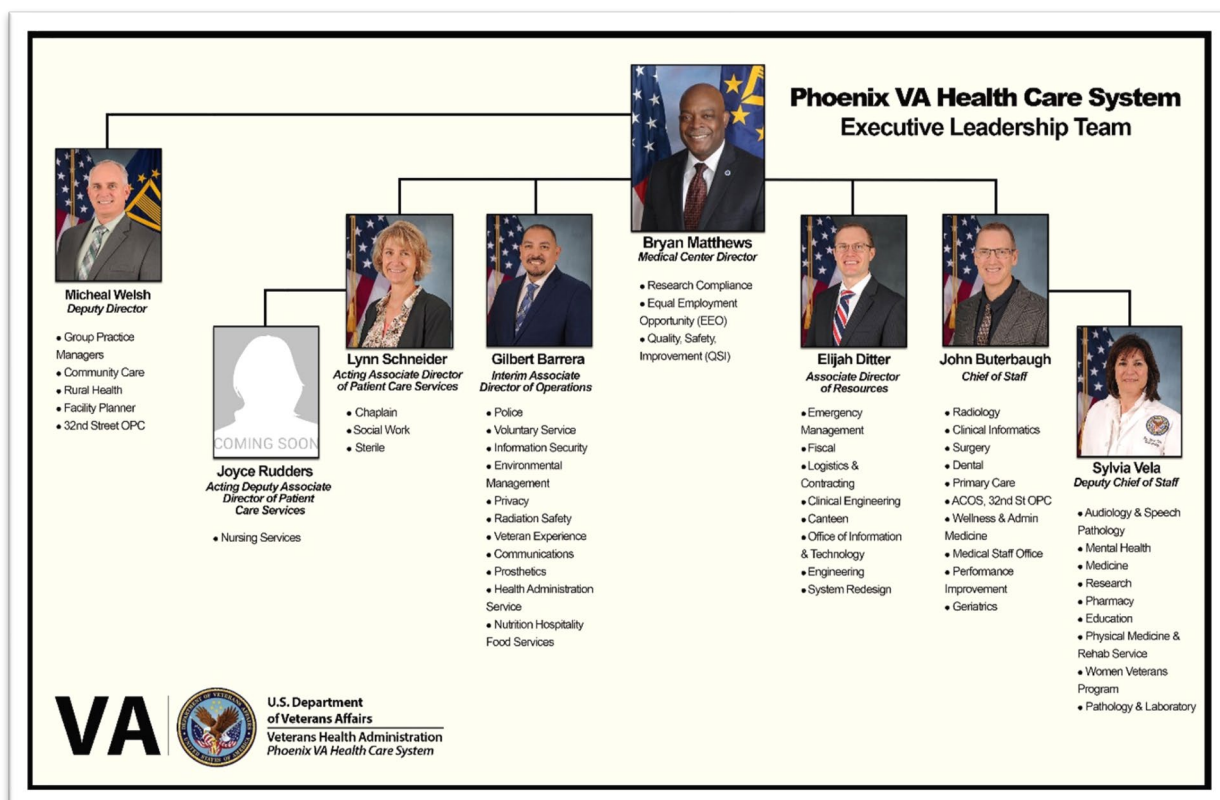 Phoenix VA Health Care System
Executive Leadership Team
Bryan Matthews
Medical Center Director
• Research Compliance
• Equal Employment
Opportunity (EEO)
• Quality, Safety,
Improvement (QSI)
Micheal Welsh
Deputy Director
• Group Practice
Managers
• Community Care
• Rural Health
• Facility Planner
• 32nd Street OPC
COMING SOON
Joyce Rudders
Acting Deputy Associate
Director of Patient
Care Services
• Nursing Services
Lynn Schneider
Acting Associate Director
of Patient Care Services
• Chaplain
• Social Work
• Sterile
Gilbert Barrera
Interim Associate
Director of Operations
• Police
• Voluntary Service
• Information Security
• Environmental
Management
• Privacy
• Radiation Safety
• Veteran Experience
• Communications
• Prosthetics
• Health Administration
Service
• Nutrition Hospitality
Food Services
Elijah Ditter
Associate Director
of Resources
• Emergency
Management
• Fiscal
• Logistics &
Contracting
• Clinical Engineering
• Canteen
• Office of Information
& Technology
• Engineering
• System Redesign
John Buterbaugh
Chief of Staff
• Radiology
• Clinical Informatics
• Surgery
• Dental
• Primary Care
• ACOS, 32nd St OPC
• Wellness & Admin
Medicine
• Medical Staff Office
• Performance
Improvement
• Geriatrics
Sylvia Vela
Deputy Chief of Staff
• Audiology & Speech
Pathology
• Mental Health
• Medicine
• Research
• Pharmacy
• Education
• Physical Medicine &
Rehab Service
• Women Veterans
Program
• Pathology & Laboratory
VA
DEPARTMENT OF VETERANS AFFAIRS
UNITED STATES OF AMERICA
U.S. Department
of Veterans Affairs
Veterans Health Administration
Phoenix VA Health Care System